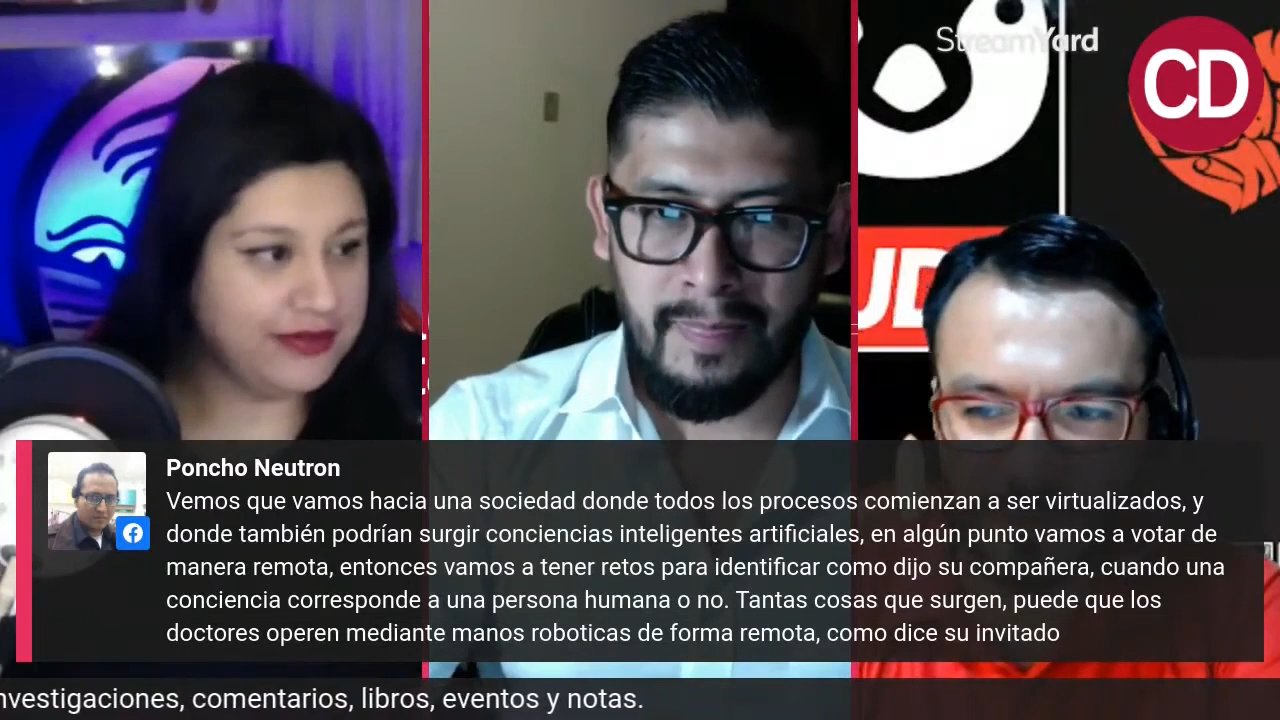 StreamYard
CD
UD
Poncho Neutron
Vemos que vamos hacia una sociedad donde todos los procesos comienzan a ser virtualizados, y
donde también podrían surgir conciencias inteligentes artificiales, en algún punto vamos a votar de
manera remota, entonces vamos a tener retos para identificar como dijo su compañera, cuando una
conciencia corresponde a una persona humana o no. Tantas cosas que surgen, puede que los
doctores operen mediante manos roboticas de forma remota, como dice su invitado
nvestigaciones, comentarios, libros, eventos y notas.